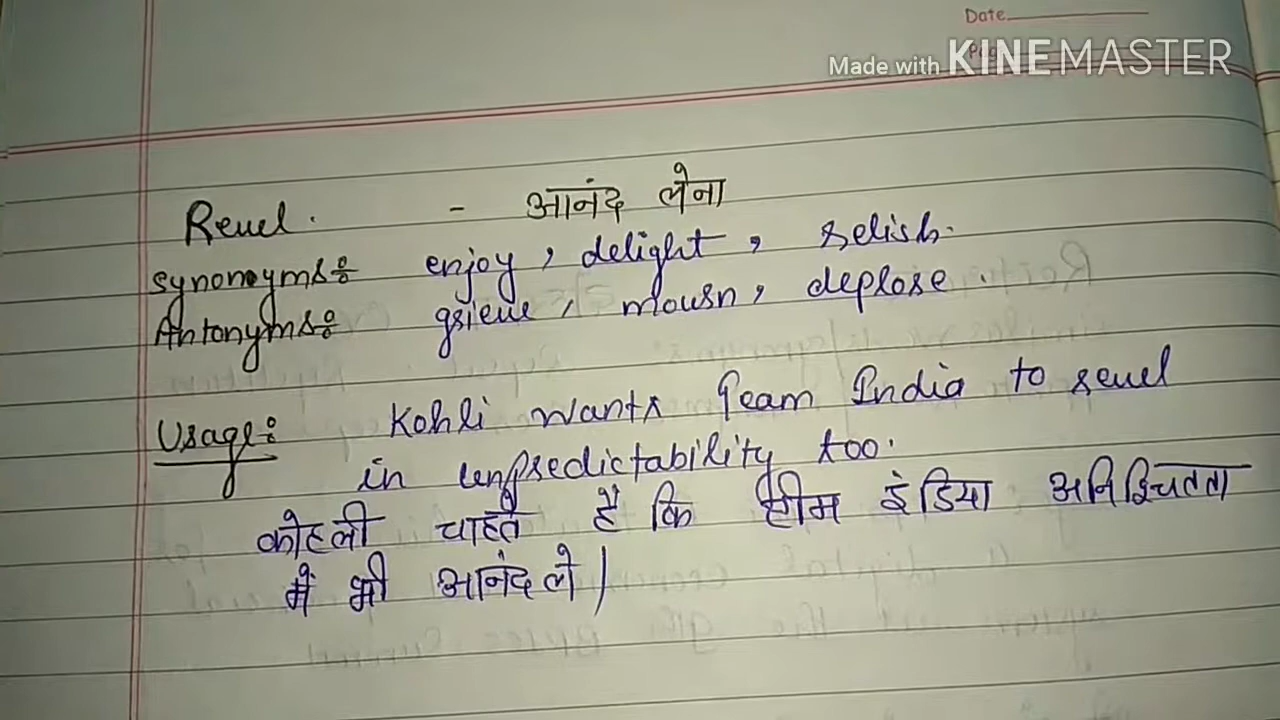 Date
Made with KINEMASTER
Revel. - आनंद लेना
Synonyms: enjoy, delight, relish.
Antonyms: grieve, mourn, deplore.
Usage: Kohli wants Team India to revel
in unpredictability too.
कोहली चाहते हैं कि टीम इंडिया अनिश्चितता
में भी आनंद ले।